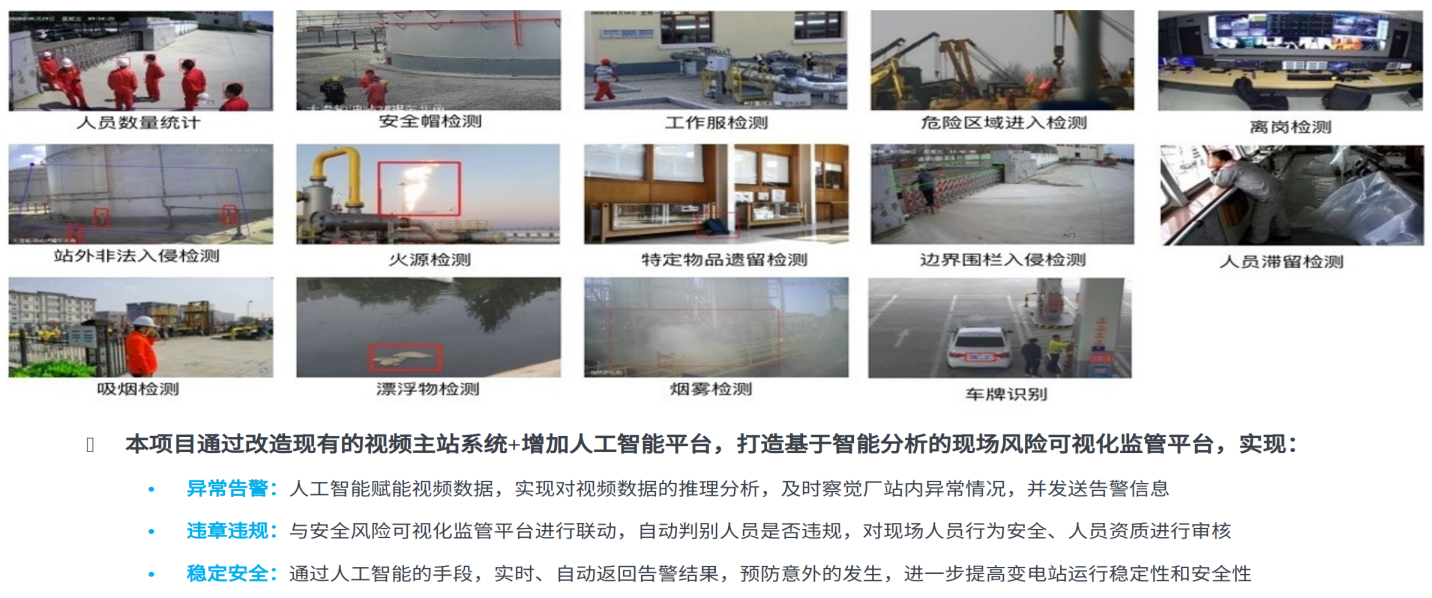 人员数量统计
安全帽检测
工作服检测
危险区域进入检测
离岗检测
站外非法入侵检测
火源检测
特定物品遗留检测
边界围栏入侵检测
人员滞留检测
吸烟检测
漂浮物检测
烟雾检测
车牌识别
本项目通过改造现有的视频主站系统+增加人工智能平台，打造基于智能分析的现场风险可视化监管平台，实现：
• 异常告警：人工智能赋能视频数据，实现对视频数据的推理分析，及时察觉厂站内异常情况，并发送告警信息
• 违章违规：与安全风险可视化监管平台进行联动，自动判别人员是否违规，对现场人员行为安全、人员资质进行审核
• 稳定安全：通过人工智能的手段，实时、自动返回告警结果，预防意外的发生，进一步提高变电站运行稳定性和安全性